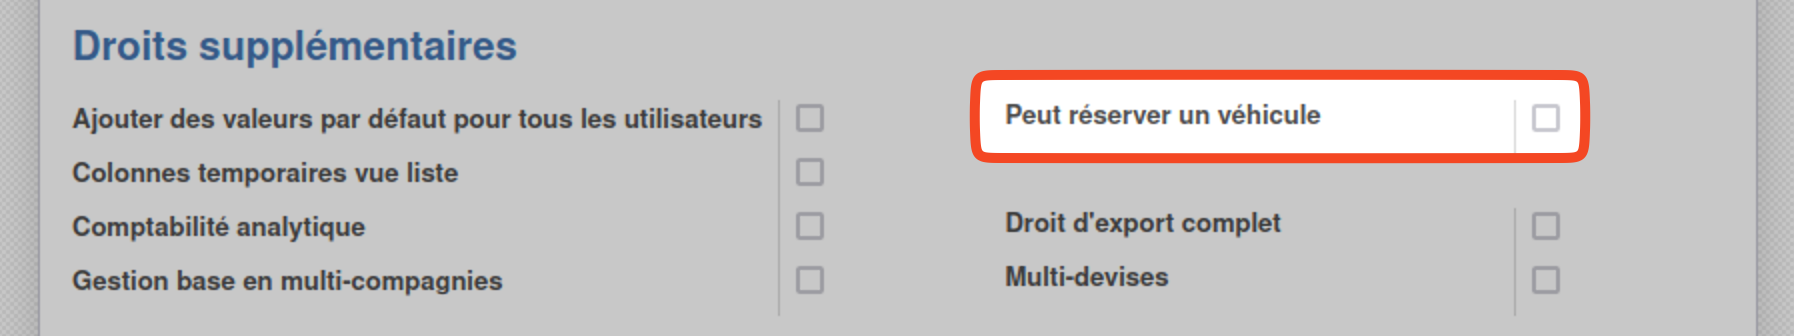 Droits supplémentaires
Ajouter des valeurs par défaut pour tous les utilisateurs
Colonnes temporaires vue liste
Comptabilité analytique
Gestion base en multi-compagnies
Peut réserver un véhicule
Droit d'export complet
Multi-devises